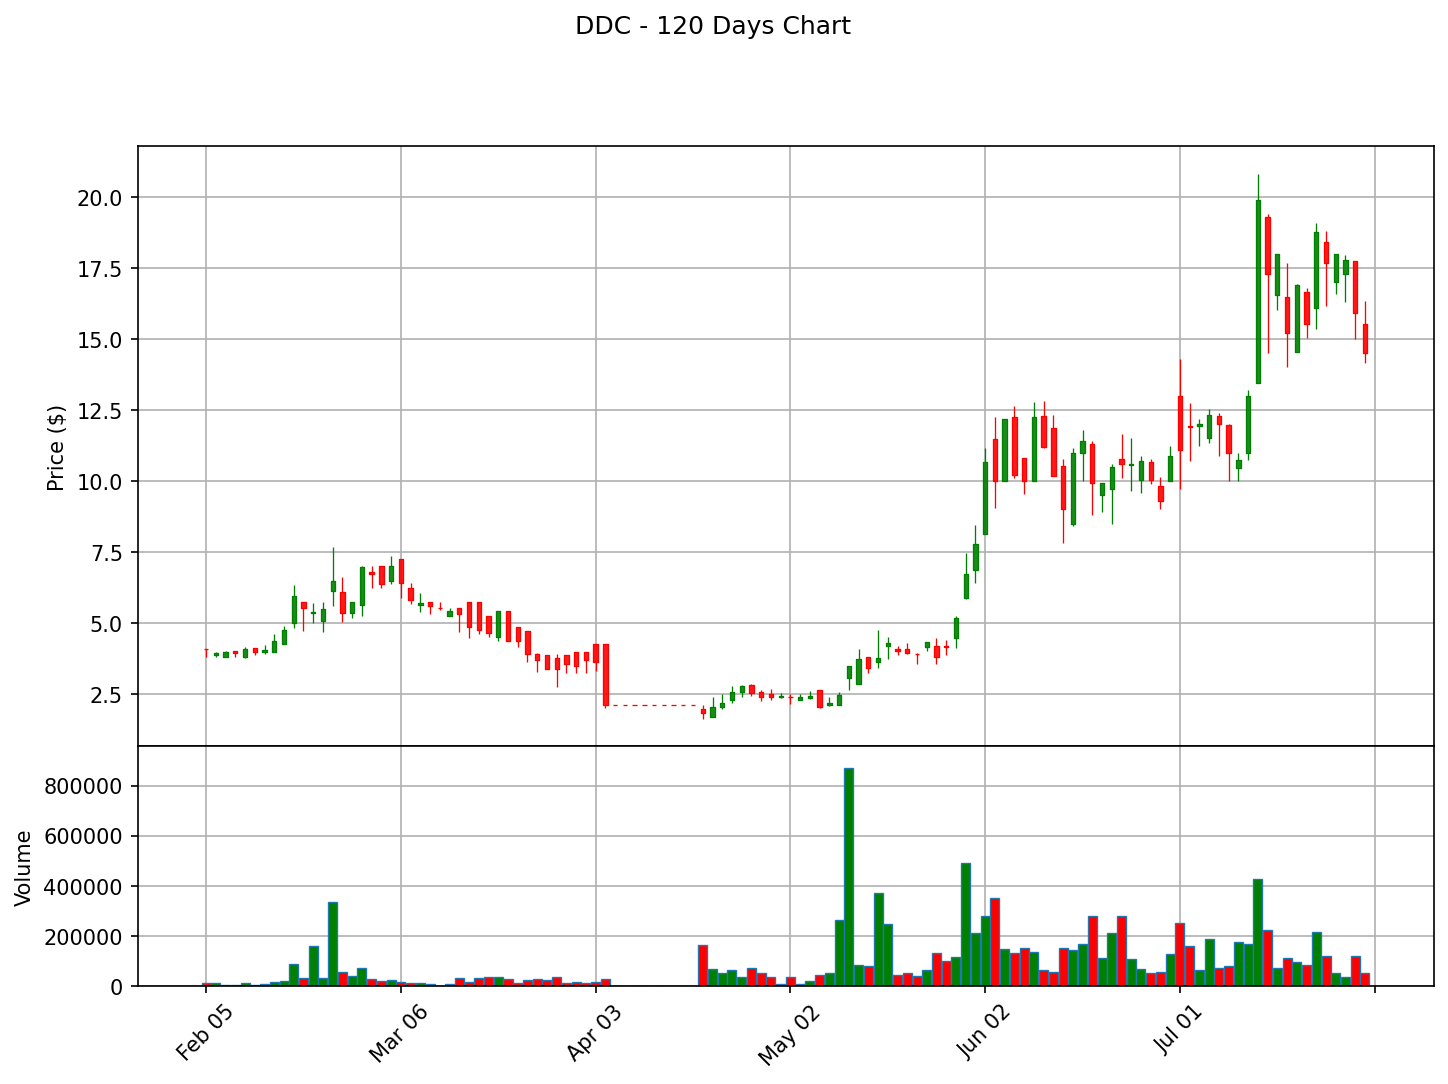 DDC - 120 Days Chart
20.0
17.5
15.0
12.5
10.0
7.5
5.0
2.5
Price ($)
800000
600000
400000
200000
0
Volume
Feb 05
Mar 06
Apr 03
May 02
Jun 02
Jul 01